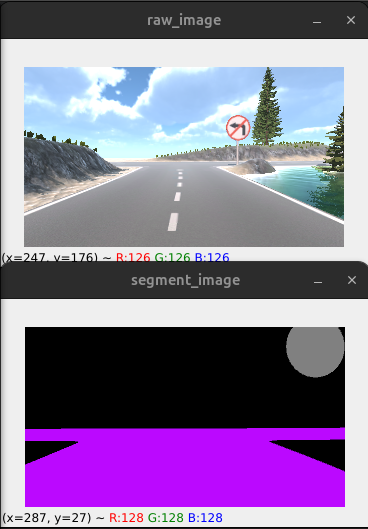 raw_image
(x=247, y=176) ~ R:126 G:126 B:126
segment_image
(x=287, y=27) ~ R:128 G:128 B:128